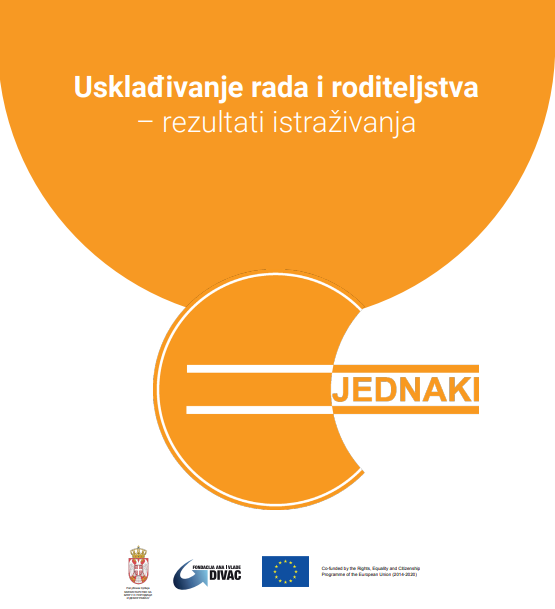 Usklađivanje rada i roditeljstva
– rezultati istraživanja
JEDNAKI
FONDACIJA ANA I VLADE
DIVAC
Co-funded by the Rights, Equality and Citizenship
Programme of the European Union (2014-2020)